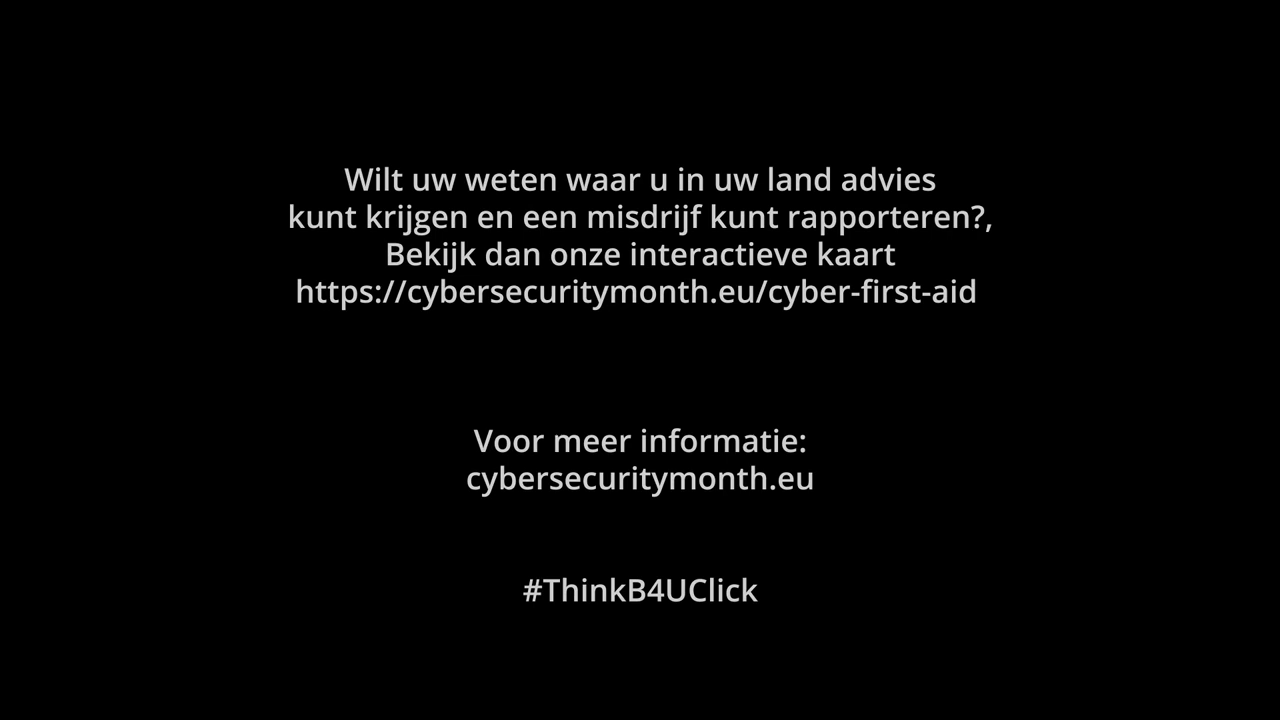 Wilt uw weten waar u in uw land advies
kunt krijgen en een misdrijf kunt rapporteren?,
Bekijk dan onze interactieve kaart
https://cybersecuritymonth.eu/cyber-first-aid
Voor meer informatie:
cybersecuritymonth.eu
#ThinkB4UClick